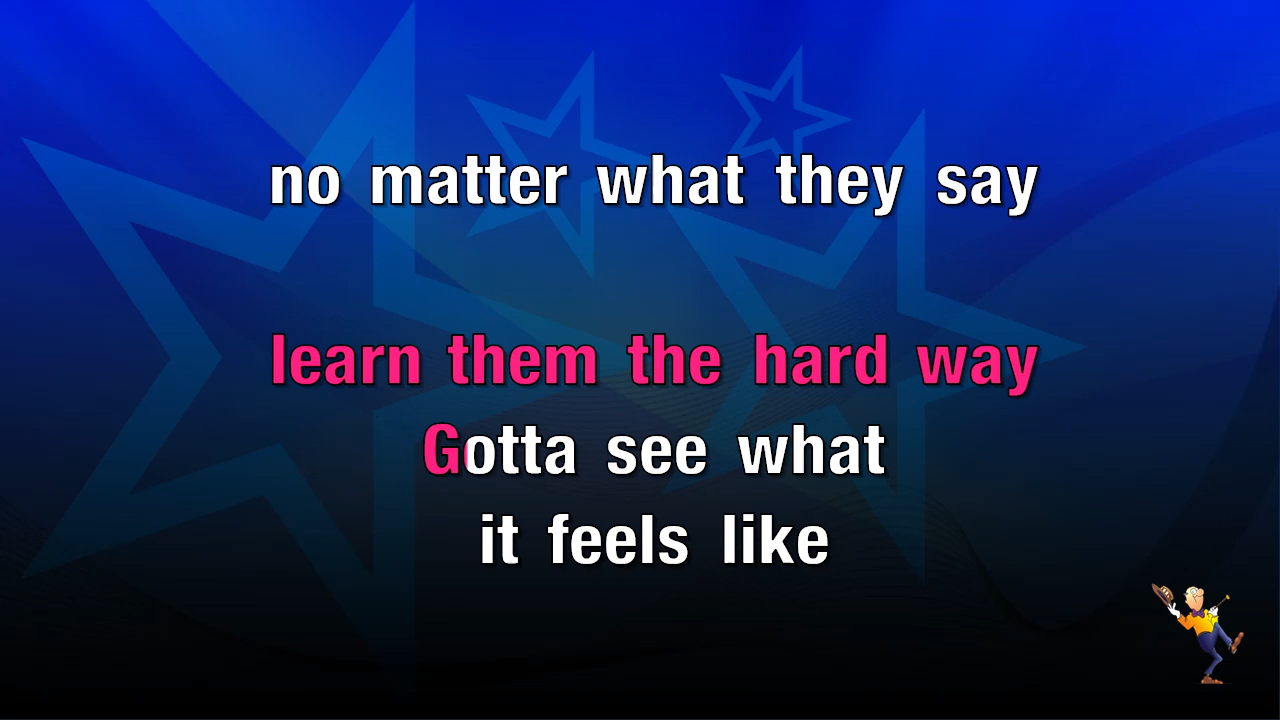 no matter what they say
learn them the hard way
Gotta see what
it feels like